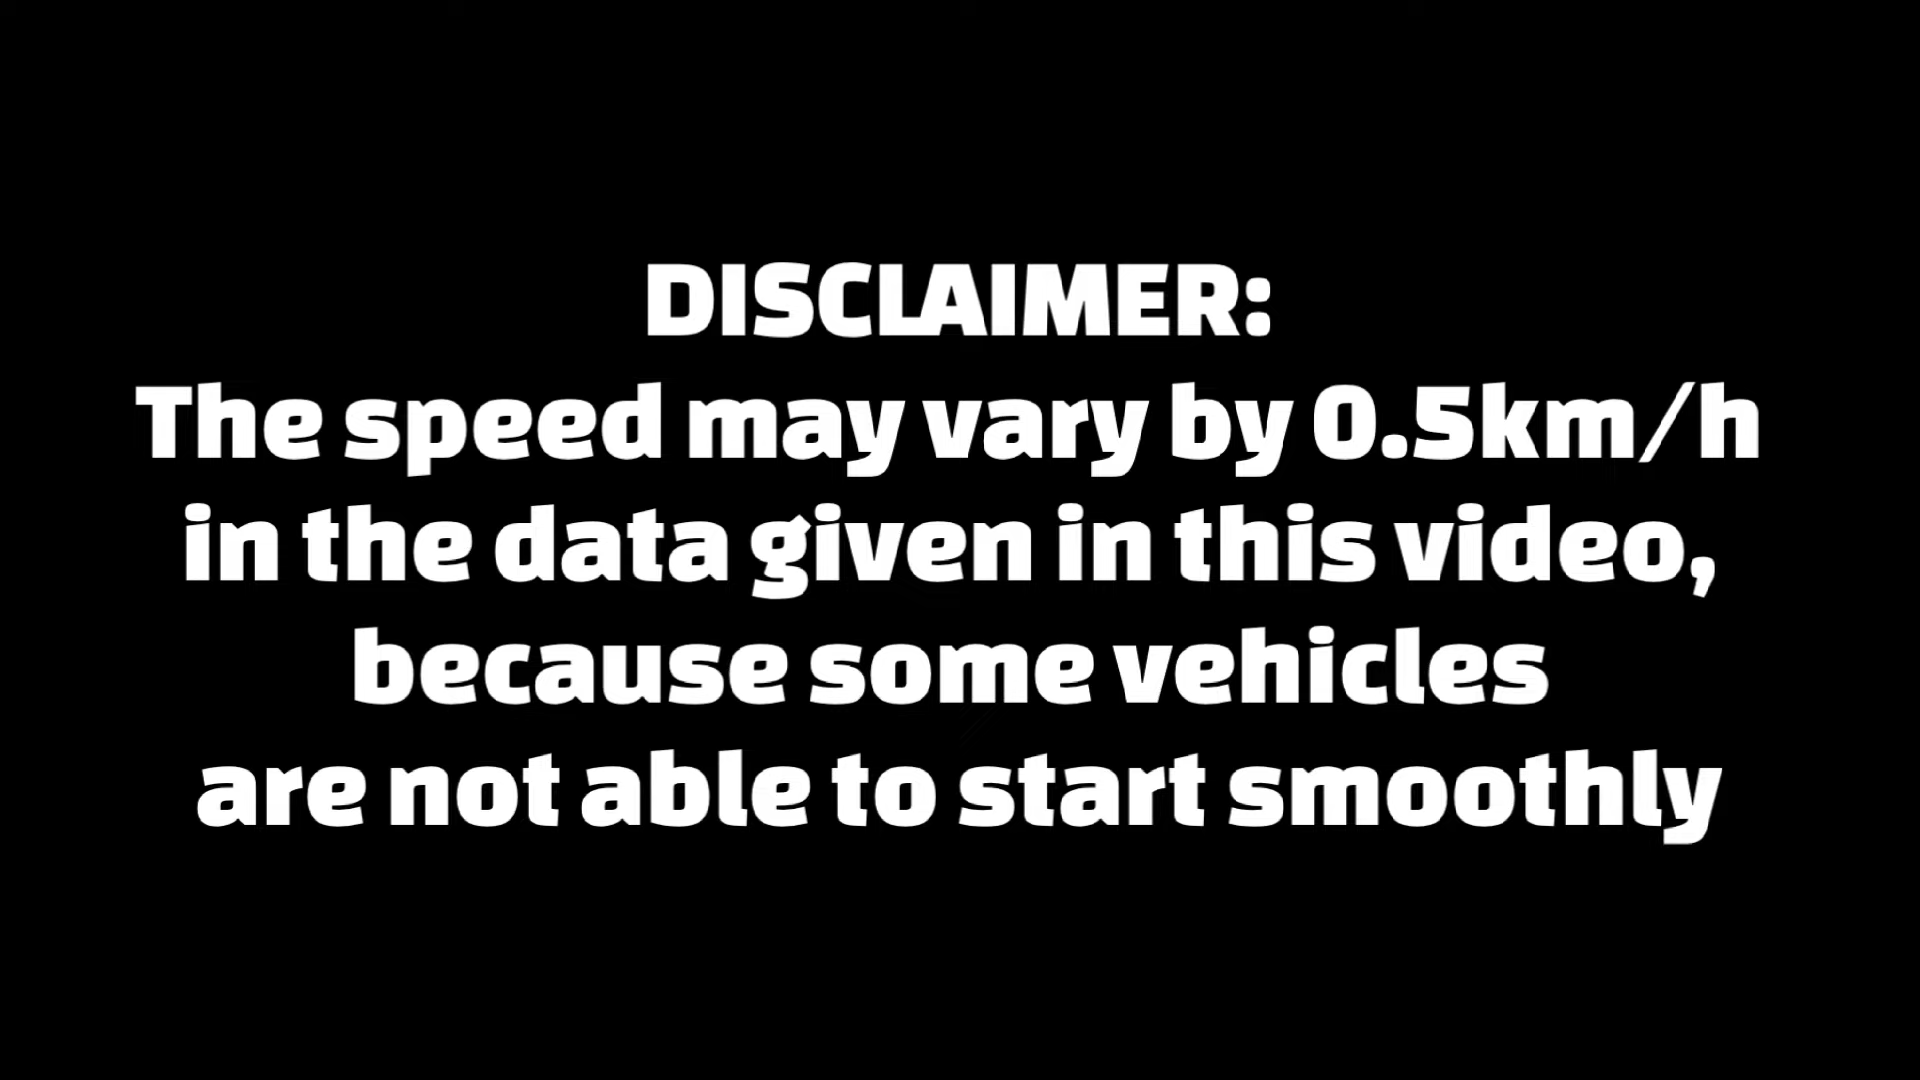 DISCLAIMER:
The speed may vary by 0.5km/h
in the data given in this video,
because some vehicles
are not able to start smoothly